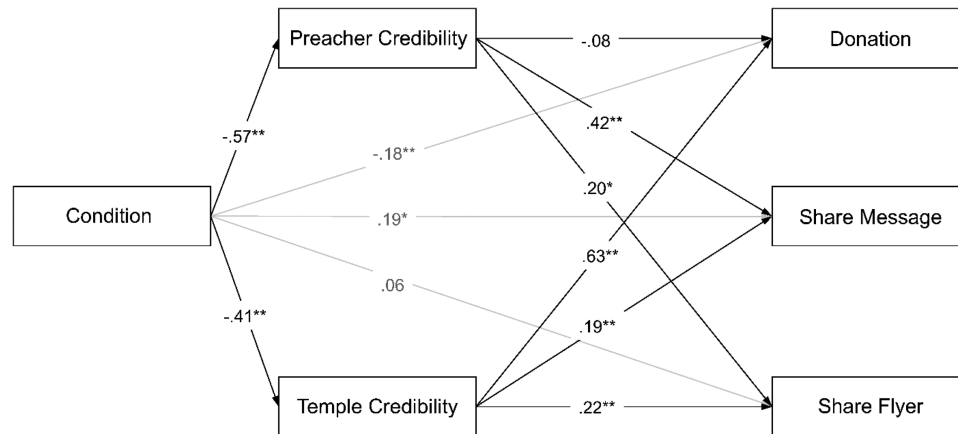 Preacher Credibility
-.08
Donation
-.57**
.42**
-.18**
.20*
Condition
.19*
Share Message
.63**
.06
-.41**
.19**
Temple Credibility
.22**
Share Flyer